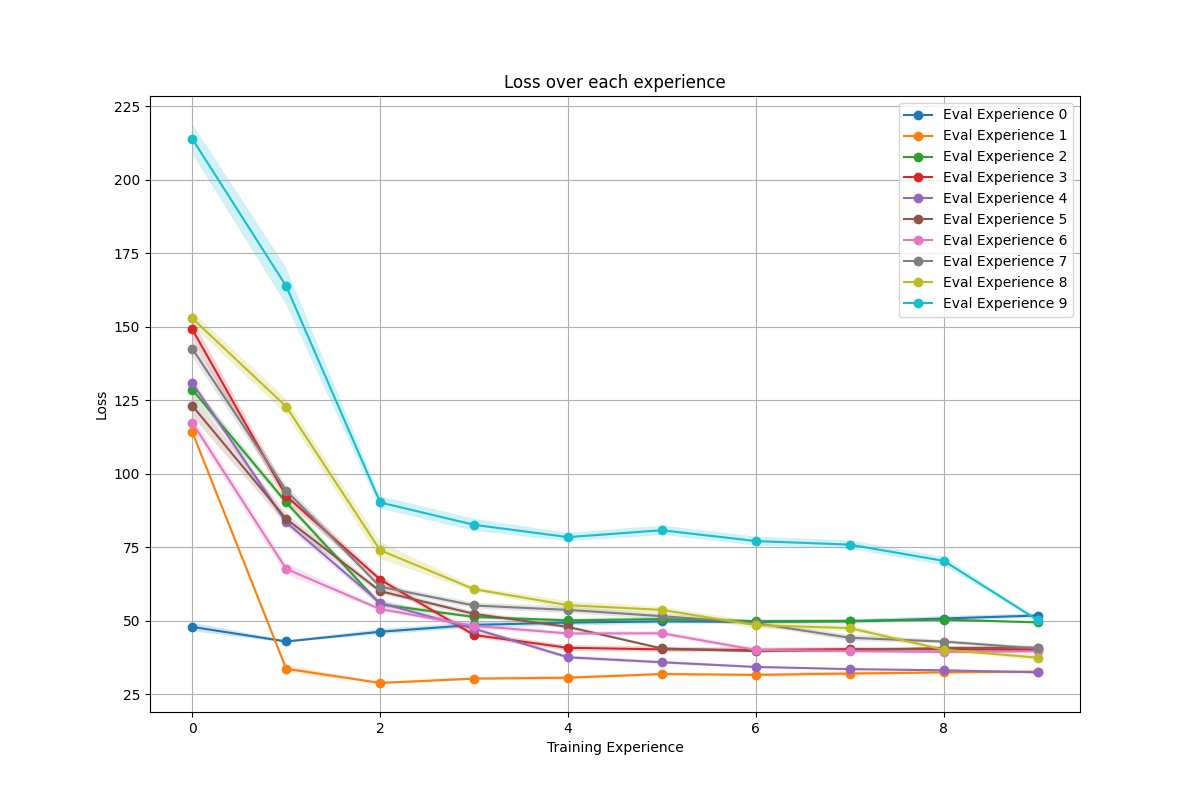 Loss over each experience
225
200
175
150
125
100
75
50
25
Loss
0
2
4
6
8
Training Experience
Eval Experience 0
Eval Experience 1
Eval Experience 2
Eval Experience 3
Eval Experience 4
Eval Experience 5
Eval Experience 6
Eval Experience 7
Eval Experience 8
Eval Experience 9